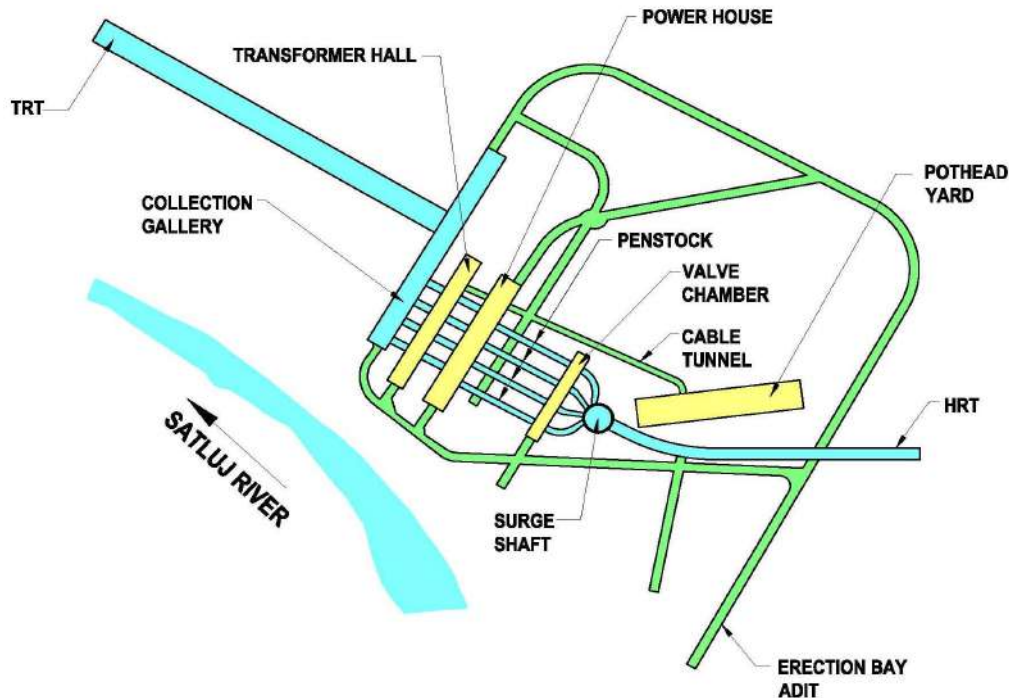 POWER HOUSE
TRANSFORMER HALL
TRT
POTHEAD
YARD
COLLECTION
GALLERY
PENSTOCK
VALVE
CHAMBER
CABLE
TUNNEL
HRT
SATLUJ RIVER
SURGE
SHAFT
ERECTION BAY
ADIT